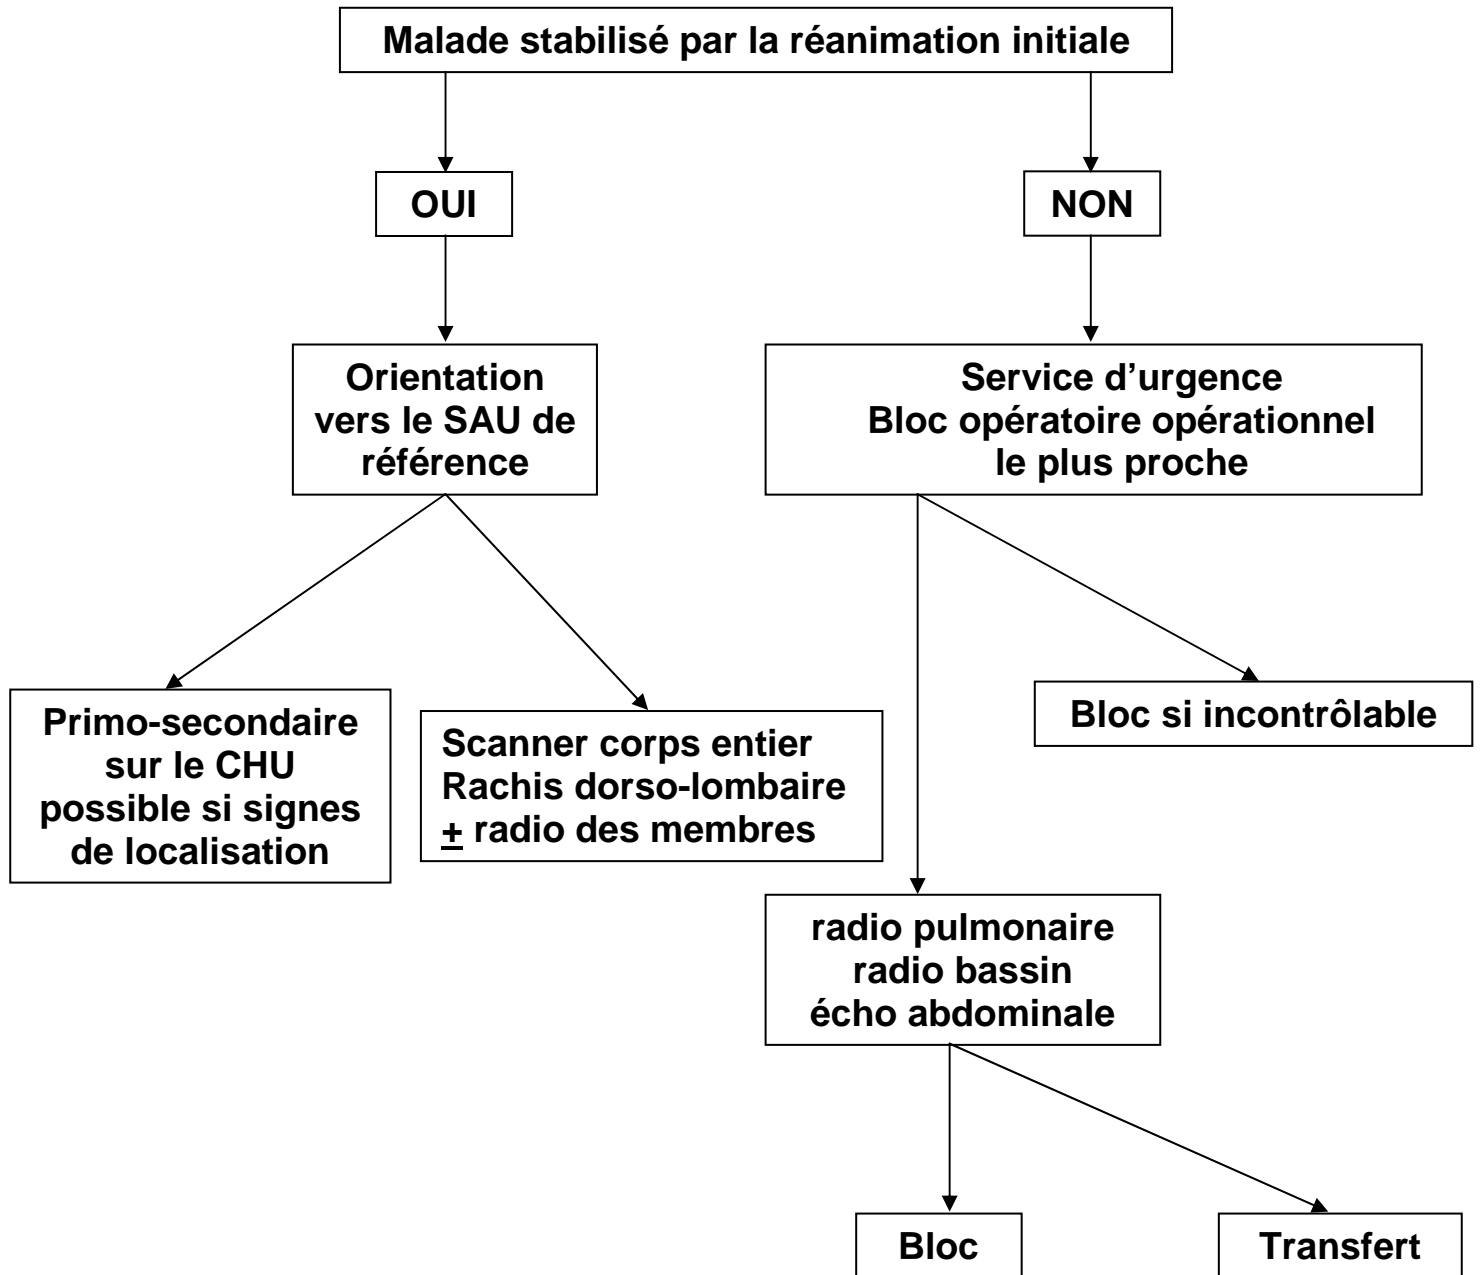 Malade stabilisé par la réanimation initiale
OUI
NON
Orientation
vers le SAU de
référence
Service d'urgence
Bloc opératoire opérationnel
le plus proche
Primo-secondaire
sur le CHU
possible si signes
de localisation
Scanner corps entier
Rachis dorso-lombaire
± radio des membres
Bloc si incontrôlable
radio pulmonaire
radio bassin
écho abdominale
Bloc
Transfert